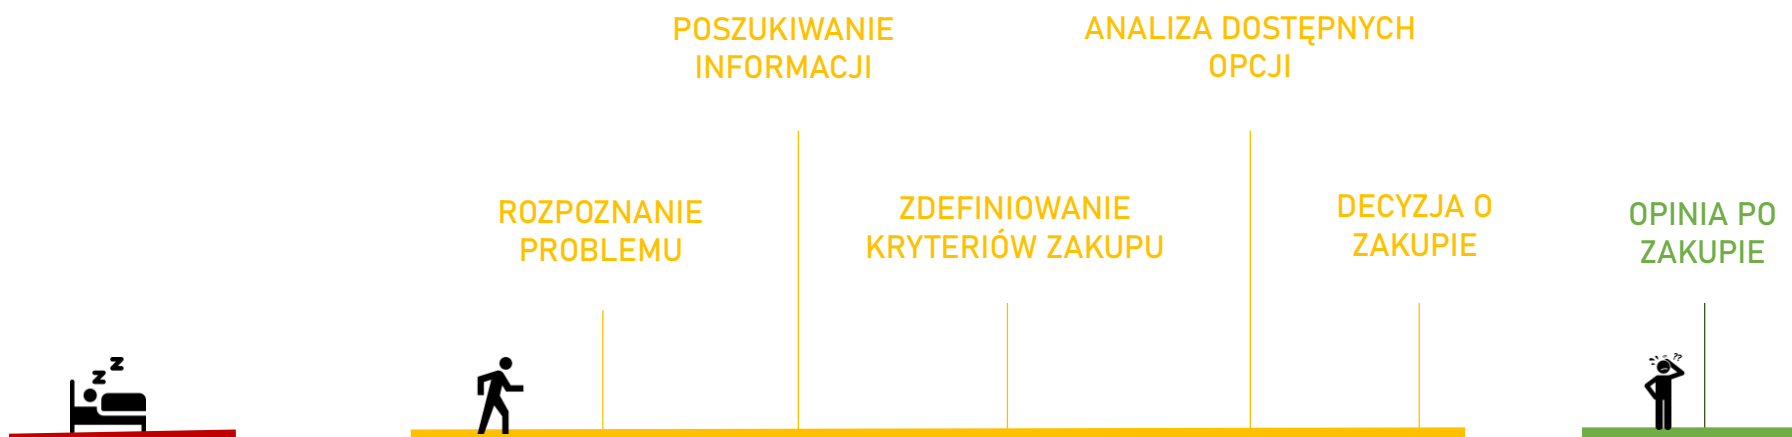 POSZUKIWANIE
INFORMACJI
ANALIZA DOSTĘPNYCH
OPCJI
ROZPOZNANIE
PROBLEMU
ZDEFINIOWANIE
KRYTERIÓW ZAKUPU
DECYZJA O
ZAKUPIE
OPINIA PO
ZAKUPIE
z z
??